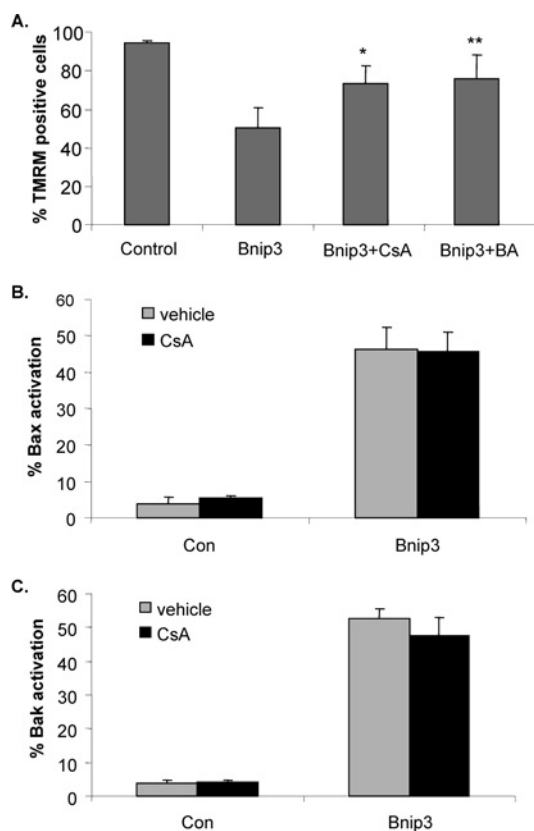 A.
% TMRM positive cells
100
80
60
40
20
0
* **
Control Bnip3 Bnip3+CsA Bnip3+BA
B.
% Bax activation
60
50
40
30
20
10
0
vehicle
CsA
Con Bnip3
C.
% Bak activation
60
50
40
30
20
10
0
vehicle
CsA
Con Bnip3